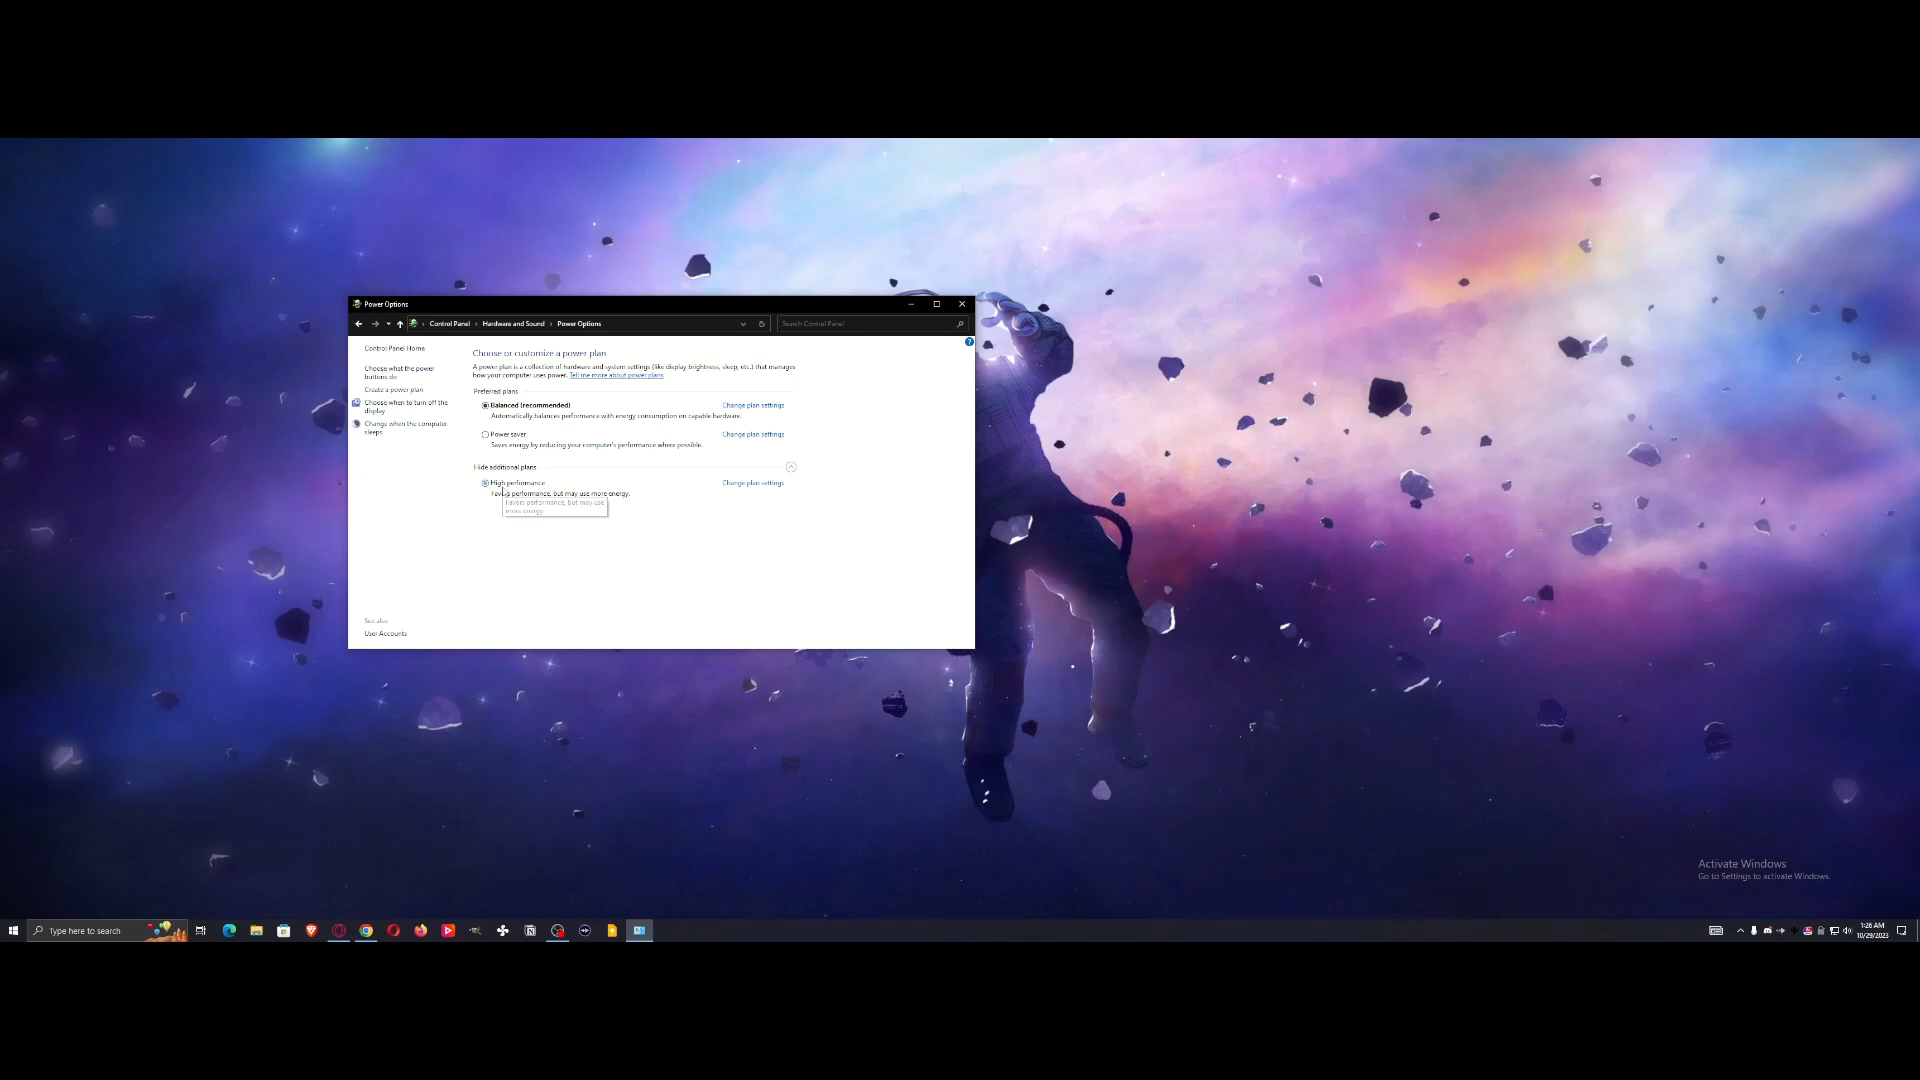 Power Options
Control Panel › Hardware and Sound › Power Options
Search Control Panel
Control Panel Home
Choose what the power
buttons do
Create a power plan
Choose when to turn off the
display
Change when the computer
sleeps
See also
User Accounts
Choose or customize a power plan
A power plan is a collection of hardware and system settings (like display brightness, sleep, etc.) that manages
how your computer uses power. Tell me more about power plans
Preferred plans
Balanced (recommended) Change plan settings
Automatically balances performance with energy consumption on capable hardware.
Power saver Change plan settings
Saves energy by reducing your computer's performance where possible.
Hide additional plans
High performance Change plan settings
Favors performance, but may use more energy.
Favors performance, but may use
more energy.
Activate Windows
Go to Settings to activate Windows.
Type here to search
1:26 AM
10/29/2023